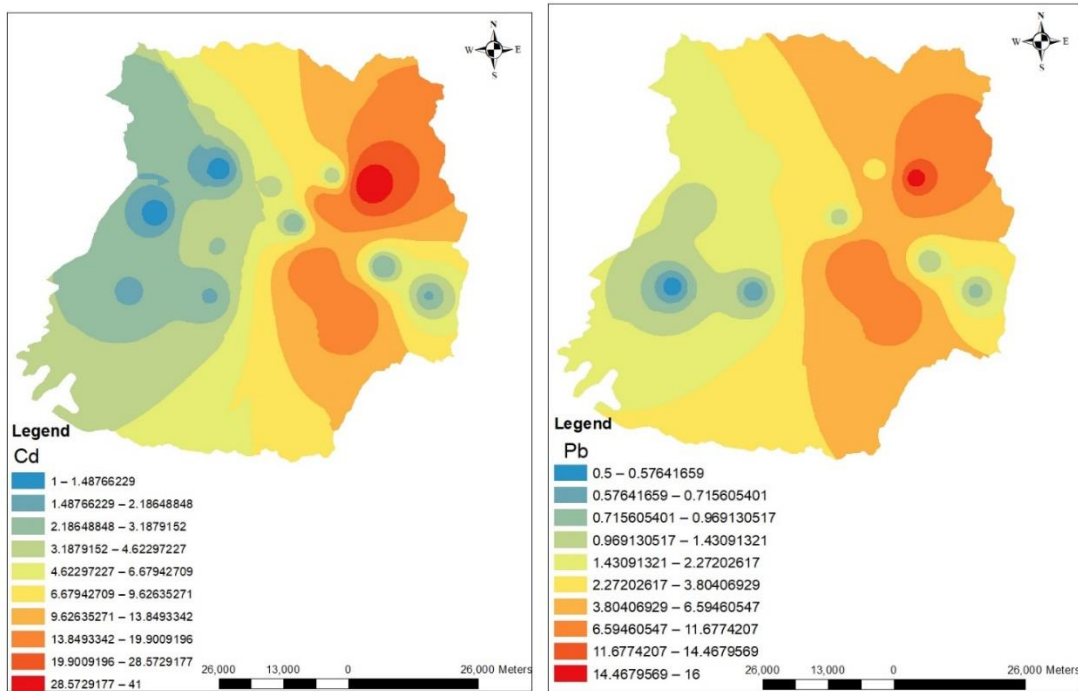 N
W E
S
Legend
Cd
1 – 1.48766229
1.48766229 – 2.18648848
2.18648848 – 3.1879152
3.1879152 – 4.62297227
4.62297227 – 6.67942709
6.67942709 – 9.62635271
9.62635271 – 13.8493342
13.8493342 – 19.9009196
19.9009196 – 28.5729177
28.5729177 – 41
26,000 13,000 0 26,000 Meters
N
W E
S
Legend
Pb
0.5 – 0.57641659
0.57641659 – 0.715605401
0.715605401 – 0.969130517
0.969130517 – 1.43091321
1.43091321 – 2.27202617
2.27202617 – 3.80406929
3.80406929 – 6.59460547
6.59460547 – 11.6774207
11.6774207 – 14.4679569
14.4679569 – 16
26,000 13,000 0 26,000 Meters